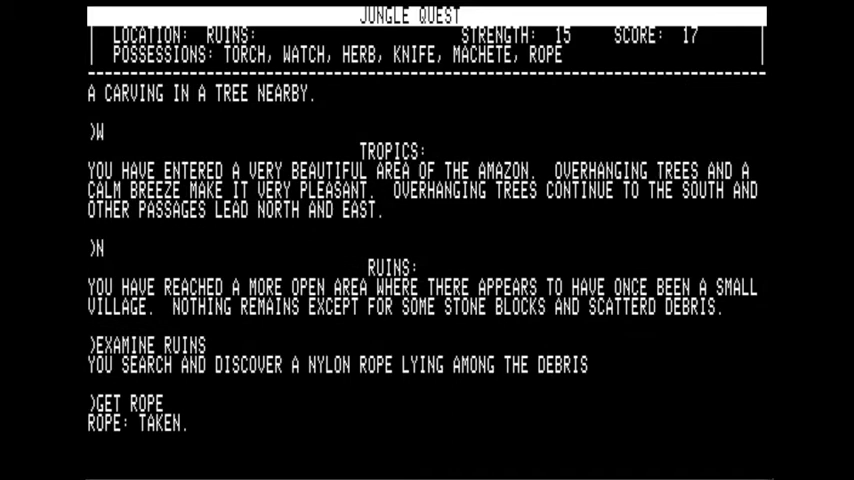 JUNGLE QUEST
LOCATION: RUINS: STRENGTH: 15 SCORE: 17
POSSESSIONS: TORCH, WATCH, HERB, KNIFE, MACHETE, ROPE
A CARVING IN A TREE NEARBY.
)W
TROPICS:
YOU HAVE ENTERED A VERY BEAUTIFUL AREA OF THE AMAZON. OVERHANGING TREES AND A
CALM BREEZE MAKE IT VERY PLEASANT. OVERHANGING TREES CONTINUE TO THE SOUTH AND
OTHER PASSAGES LEAD NORTH AND EAST.
)N
RUINS:
YOU HAVE REACHED A MORE OPEN AREA WHERE THERE APPEARS TO HAVE ONCE BEEN A SMALL
VILLAGE. NOTHING REMAINS EXCEPT FOR SOME STONE BLOCKS AND SCATTERD DEBRIS.
)EXAMINE RUINS
YOU SEARCH AND DISCOVER A NYLON ROPE LYING AMONG THE DEBRIS
)GET ROPE
ROPE: TAKEN.